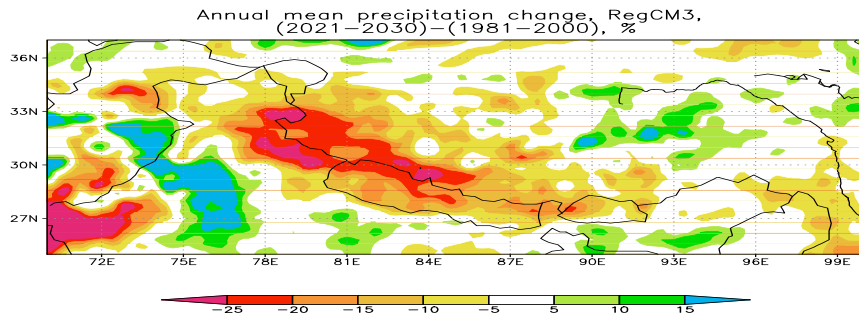 Annual mean precipitation change, RegCM3,
(2021−2030)−(1981−2000), %
36N
33N
30N
27N
72E 75E 78E 81E 84E 87E 90E 93E 96E 99E
−25 −20 −15 −10 −5 5 10 15